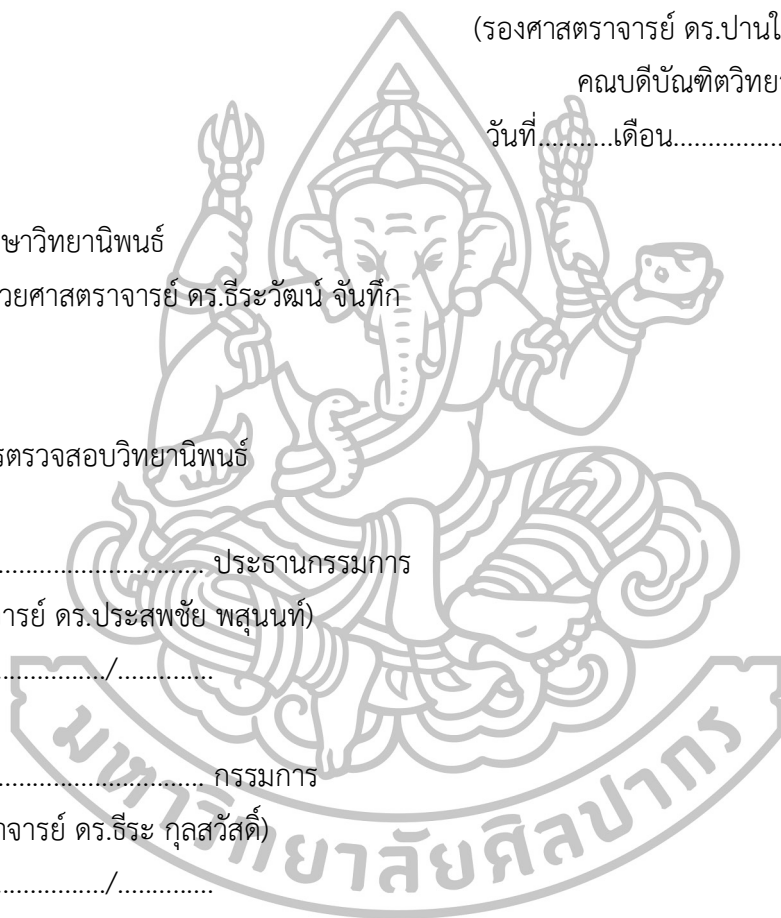 (รองศาสตราจารย์ ดร.ปานใ
คณบดีบัณฑิตวิทยา
วันที่..........เดือน................
ษาวิทยานิพนธ์
วยศาสตราจารย์ ดร.ธีระวัฒน์ จันทึก
รตรวจสอบวิทยานิพนธ์
.............................. ประธานกรรมการ
ารย์ ดร.ประสพชัย พสุนนท์)
................/..............
.............................. กรรมการ
าจารย์ ดร.ธีระ กุลสวัสดิ์)
................/..............
มหาวิทยาลัยศิลปากร